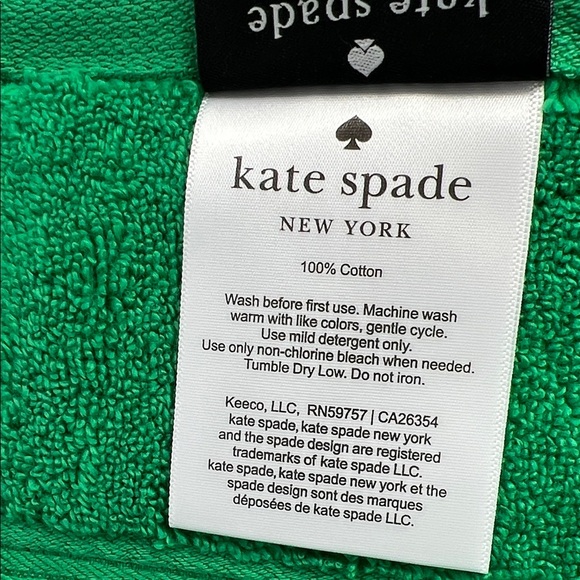 kate spade
kate spade
NEW YORK
100% Cotton
Wash before first use. Machine wash
warm with like colors, gentle cycle.
Use mild detergent only.
Use only non-chlorine bleach when needed.
Tumble Dry Low. Do not iron.
Keeco, LLC, RN59757 | CA26354
kate spade, kate spade new york
and the spade design are registered
trademarks of kate spade LLC.
kate spade, kate spade new york et the
spade design sont des marques
déposées de kate spade LLC.